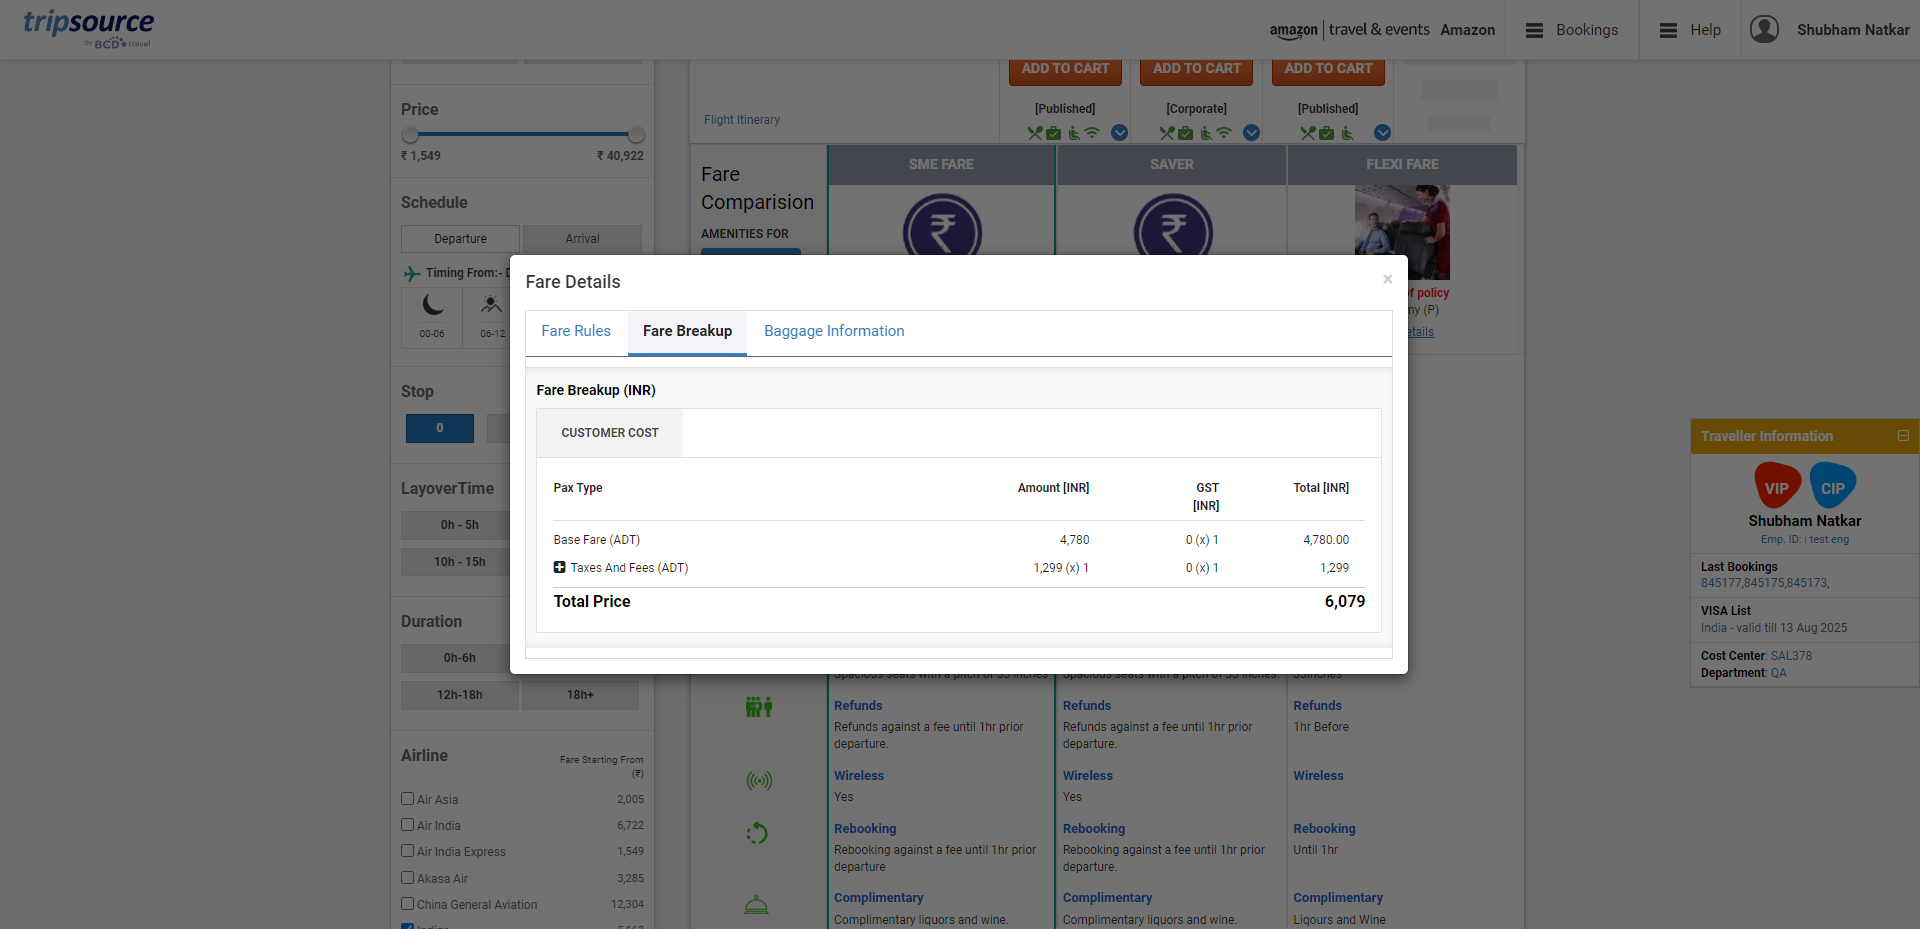 tripsource
by BCD travel
amazon | travel & events Amazon
Bookings
Help
Shubham Natkar
Price
₹ 1,549
₹ 40,922
Schedule
Departure
Arrival
Timing From:- D
00-06
06-12
Stop
0
LayoverTime
0h - 5h
10h - 15h
Duration
0h-6h
12h-18h
18h+
Airline
Fare Starting From
(₹)
Air Asia 2,005
Air India 6,722
Air India Express 1,549
Akasa Air 3,285
China General Aviation 12,304
ADD TO CART
ADD TO CART
ADD TO CART
[Published]
[Corporate]
[Published]
Flight Itinerary
Fare
Comparision
AMENITIES FOR
SME FARE
SAVER
FLEXI FARE
f policy
my (P)
etails
Fare Details
×
Fare Rules
Fare Breakup
Baggage Information
Fare Breakup (INR)
CUSTOMER COST
Pax Type Amount [INR] GST Total [INR]
[INR]
Base Fare (ADT) 4,780 0 (x) 1 4,780.00
Taxes And Fees (ADT) 1,299 (x) 1 0 (x) 1 1,299
Total Price 6,079
Refunds
Refunds against a fee until 1hr prior
departure.
Refunds
Refunds against a fee until 1hr prior
departure.
Refunds
1hr Before
Wireless
Yes
Wireless
Yes
Wireless
Rebooking
Rebooking against a fee until 1hr prior
departure
Rebooking
Rebooking against a fee until 1hr prior
departure.
Rebooking
Until 1hr
Complimentary
Complimentary liquors and wine.
Complimentary
Complimentary liquors and wine.
Complimentary
Liqours and Wine
Traveller Information
VIP
CIP
Shubham Natkar
Emp. ID: | test eng
Last Bookings
845177,845175,845173,
VISA List
India - valid till 13 Aug 2025
Cost Center: SAL378
Department: QA